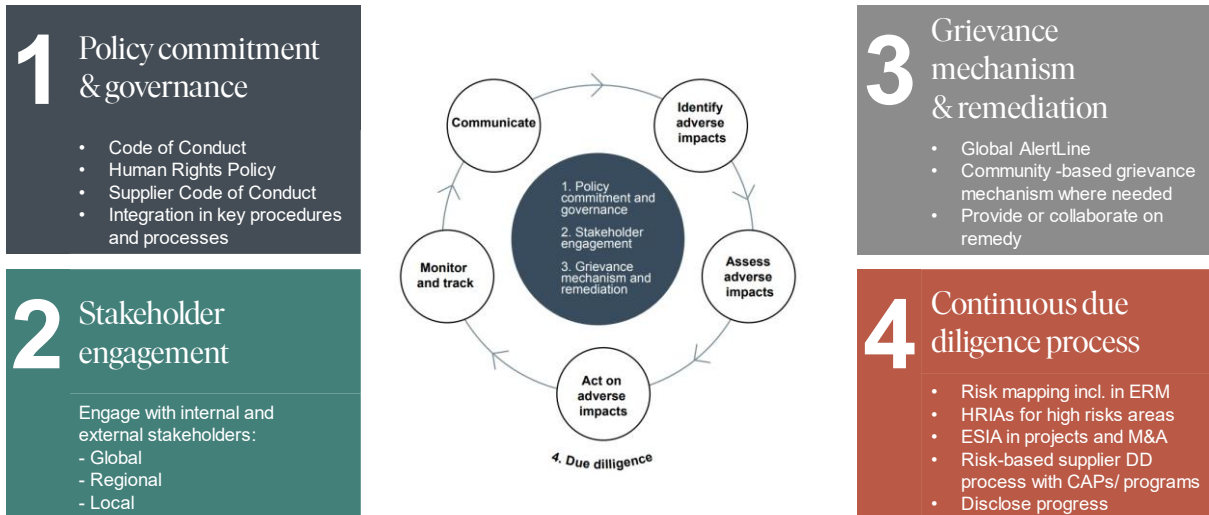 1
Policy commitment
& governance
• Code of Conduct
• Human Rights Policy
• Supplier Code of Conduct
• Integration in key procedures
and processes
2
Stakeholder
engagement
Engage with internal and
external stakeholders:
- Global
- Regional
- Local
Communicate
Identify
adverse
impacts
Assess
adverse
impacts
Act on
adverse
impacts
Monitor
and track
1. Policy
commitment and
governance
2. Stakeholder
engagement
3. Grievance
mechanism and
remediation
4. Due dilligence
3
Grievance
mechanism
& remediation
• Global AlertLine
• Community -based grievance
mechanism where needed
• Provide or collaborate on
remedy
4
Continuous due
diligence process
• Risk mapping incl. in ERM
• HRIAs for high risks areas
• ESIA in projects and M&A
• Risk-based supplier DD
process with CAPs/ programs
• Disclose progress